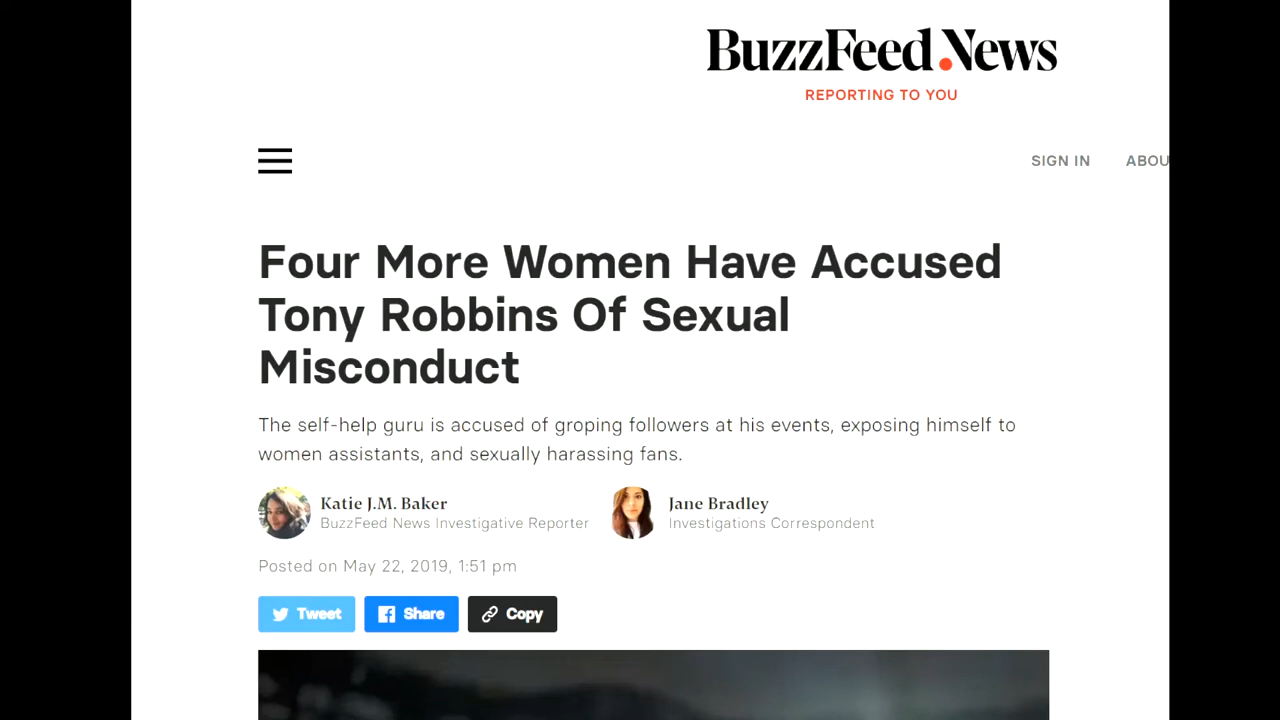 BuzzFeed News
REPORTING TO YOU
SIGN IN ABOU
Four More Women Have Accused
Tony Robbins Of Sexual
Misconduct
The self-help guru is accused of groping followers at his events, exposing himself to
women assistants, and sexually harassing fans.
Katie J.M. Baker
BuzzFeed News Investigative Reporter
Jane Bradley
Investigations Correspondent
Posted on May 22, 2019, 1:51 pm
Tweet Share Copy